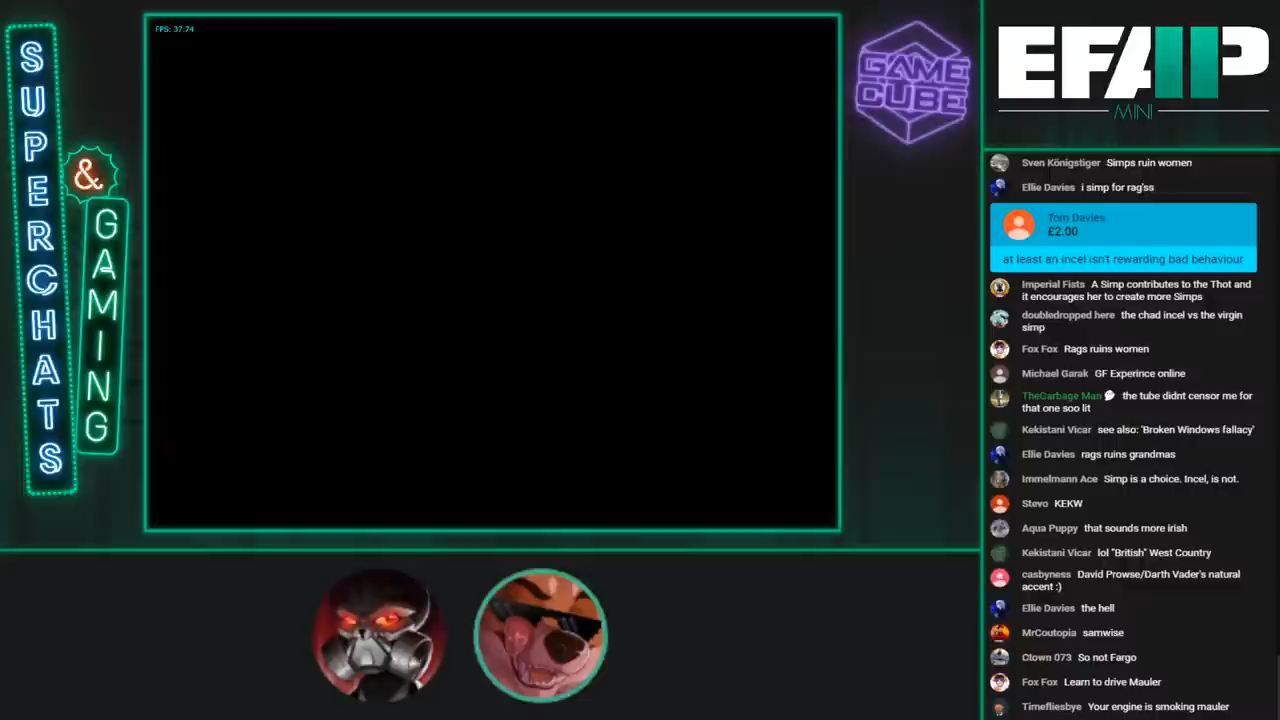 SUPERCHATS
&
GAMING
FPS: 37.74
GAME
CUBE
EFAP
MINI
Sven Königstiger Simps ruin women
Ellie Davies i simp for rag'ss
Tom Davies
£2.00
at least an incel isn't rewarding bad behaviour
Imperial Fists A Simp contributes to the Thot and
it encourages her to create more Simps
doubledropped here the chad incel vs the virgin
simp
Fox Fox Rags ruins women
Michael Garak GF Experince online
TheGarbage Man the tube didnt censor me for
that one soo lit
Kekistani Vicar see also: 'Broken Windows fallacy'
Ellie Davies rags ruins grandmas
Immelmann Ace Simp is a choice. Incel, is not.
Stevo KEKW
Aqua Puppy that sounds more irish
Kekistani Vicar lol "British" West Country
casbyness David Prowse/Darth Vader's natural
accent :)
Ellie Davies the hell
MrCoutopia samwise
Clown 073 So not Fargo
Fox Fox Learn to drive Mauler
Timefliesbye Your engine is smoking mauler